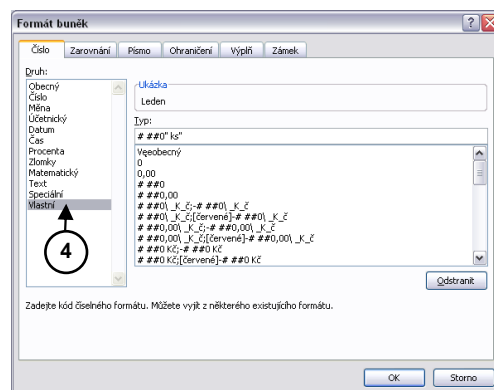 Formát buněk
Číslo Zarovnání Písmo Ohraničení Výplň Zámek
Druh:
Obecný
Číslo
Měna
Účetnický
Datum
Čas
Procenta
Zlomky
Matematický
Text
Speciální
Vlastní
4
Ukázka
Leden
Typ:
# ##0" ks"
Vęeobecný
0
0,00
# ##0
# ##0,00
# ##0\ _K_č;-# ##0\ _K_č
# ##0\ _K_č;[červené]-# ##0\ _K_č
# ##0,00\ _K_č;-# ##0,00\ _K_č
# ##0,00\ _K_č;[červené]-# ##0,00\ _K_č
# ##0 Kč;-# ##0 Kč
# ##0 Kč;[červené]-# ##0 Kč
Odstranit
Zadejte kód číselného formátu. Můžete vyjít z některého existujícího formátu.
OK Storno